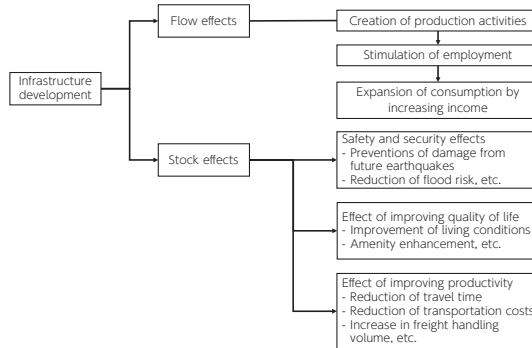 Infrastructure
development
Flow effects
Creation of production activities
Stimulation of employment
Expansion of consumption by
increasing income
Stock effects
Safety and security effects
- Preventions of damage from
future earthquakes
- Reduction of flood risk, etc.
Effect of improving quality of life
- Improvement of living conditions
- Amenity enhancement, etc.
Effect of improving productivity
- Reduction of travel time
- Reduction of transportation costs
- Increase in freight handling
volume, etc.